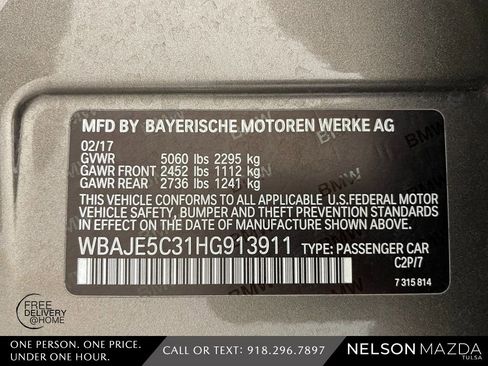 MFD BY BAYERISCHE MOTOREN WERKE AG
02/17
GVWR 5060 lbs 2295 kg
GAWR FRONT 2452 lbs 1112 kg
GAWR REAR 2736 lbs 1241 kg
THIS VEHICLE CONFORMS TO ALL APPLICABLE
U.S.FEDERAL MOTOR
VEHICLE SAFETY, BUMPER AND THEFT PREVENTION STANDARDS
IN EFFECT ON THE DATE OF MANUFACTURE SHOWN ABOVE.
WBAJE5C31HG913911 TYPE: PASSENGER CAR
C2P/7
7 315 814
FREE
DELIVERY
@HOME
ONE PERSON. ONE PRICE.
UNDER ONE HOUR.
CALL OR TEXT: 918.296.7897
NELSON MAZDA
TULSA